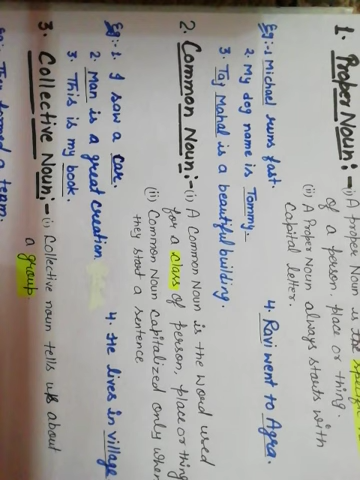 1. Proper Noun:- (i) A proper Noun is the
of a person, place or thing.
(ii) A Proper Noun always starts with
capital letter.
Eg:- 1. Michael runs fast. 4. Ravi went to Agra.
2. My dog name is Tommy.
3. Taj Mahal is a beautiful building.
2. Common Noun:- (i) A Common Noun is the word used
for a class of person, place or thing
(ii) Common Noun capitalized only when
they start a sentence
Eg:- 1. I saw a car. 4. He lives in village
2. Man is a great creation.
3. This is my book.
3. Collective Noun:- (i) Collective noun tells us about
a group.
eg:- They formed a team.